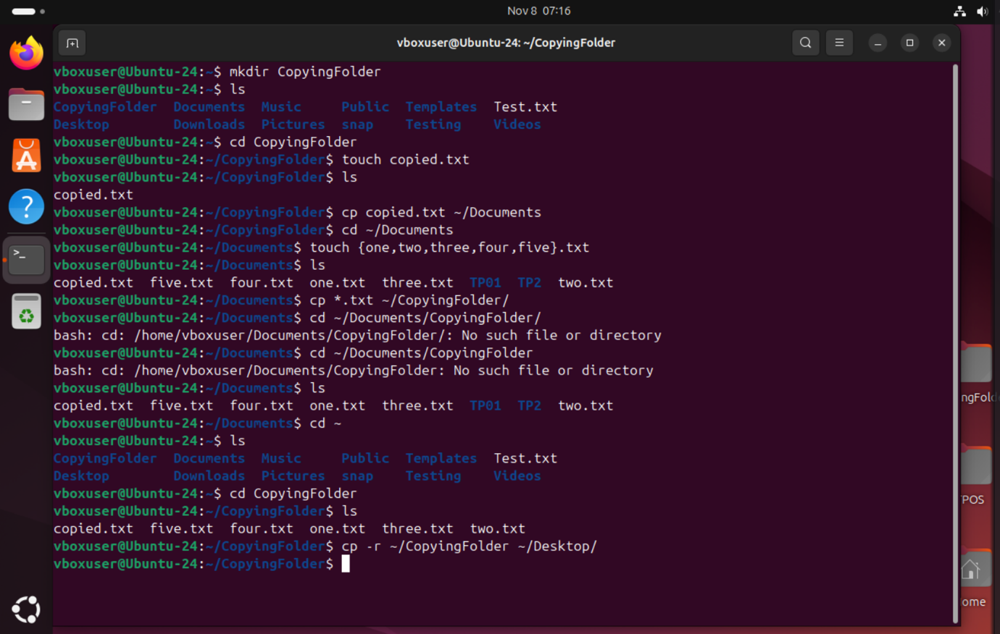 Nov 8 07:16
vboxuser@Ubuntu-24: ~/CopyingFolder
vboxuser@Ubuntu-24:~$ mkdir CopyingFolder
vboxuser@Ubuntu-24:~$ ls
CopyingFolder Documents Music Public Templates Test.txt
Desktop Downloads Pictures snap Testing Videos
vboxuser@Ubuntu-24:~$ cd CopyingFolder
vboxuser@Ubuntu-24:~/CopyingFolder$ touch copied.txt
vboxuser@Ubuntu-24:~/CopyingFolder$ ls
copied.txt
vboxuser@Ubuntu-24:~/CopyingFolder$ cp copied.txt ~/Documents
vboxuser@Ubuntu-24:~/CopyingFolder$ cd ~/Documents
vboxuser@Ubuntu-24:~/Documents$ touch {one,two,three,four,five}.txt
vboxuser@Ubuntu-24:~/Documents$ ls
copied.txt five.txt four.txt one.txt three.txt TP01 TP2 two.txt
vboxuser@Ubuntu-24:~/Documents$ cp *.txt ~/CopyingFolder/
vboxuser@Ubuntu-24:~/Documents$ cd ~/Documents/CopyingFolder/
bash: cd: /home/vboxuser/Documents/CopyingFolder/: No such file or directory
vboxuser@Ubuntu-24:~/Documents$ cd ~/Documents/CopyingFolder
bash: cd: /home/vboxuser/Documents/CopyingFolder: No such file or directory
vboxuser@Ubuntu-24:~/Documents$ ls
copied.txt five.txt four.txt one.txt three.txt TP01 TP2 two.txt
vboxuser@Ubuntu-24:~/Documents$ cd ~
vboxuser@Ubuntu-24:~$ ls
CopyingFolder Documents Music Public Templates Test.txt
Desktop Downloads Pictures snap Testing Videos
vboxuser@Ubuntu-24:~$ cd CopyingFolder
vboxuser@Ubuntu-24:~/CopyingFolder$ ls
copied.txt five.txt four.txt one.txt three.txt two.txt
vboxuser@Ubuntu-24:~/CopyingFolder$ cp -r ~/CopyingFolder ~/Desktop/
vboxuser@Ubuntu-24:~/CopyingFolder$
ngFol
POS
ome